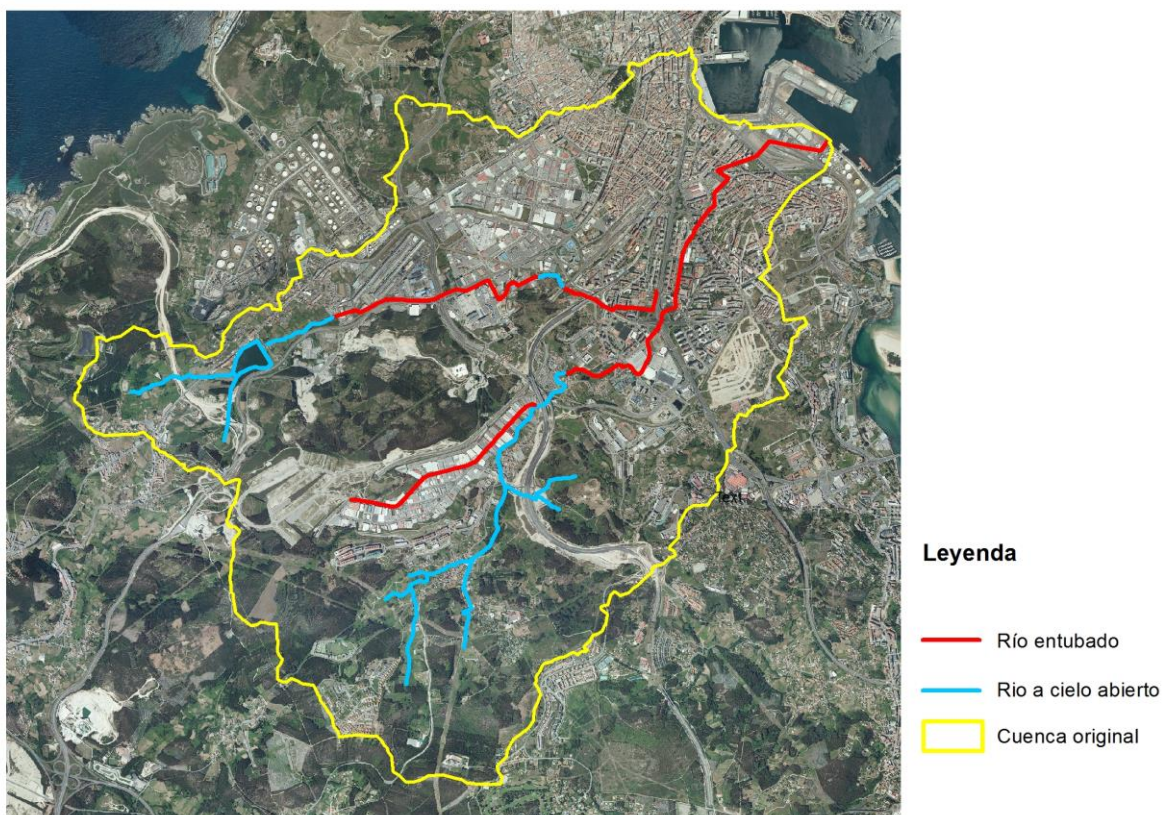 Text
Leyenda
Río entubado
Rio a cielo abierto
Cuenca original